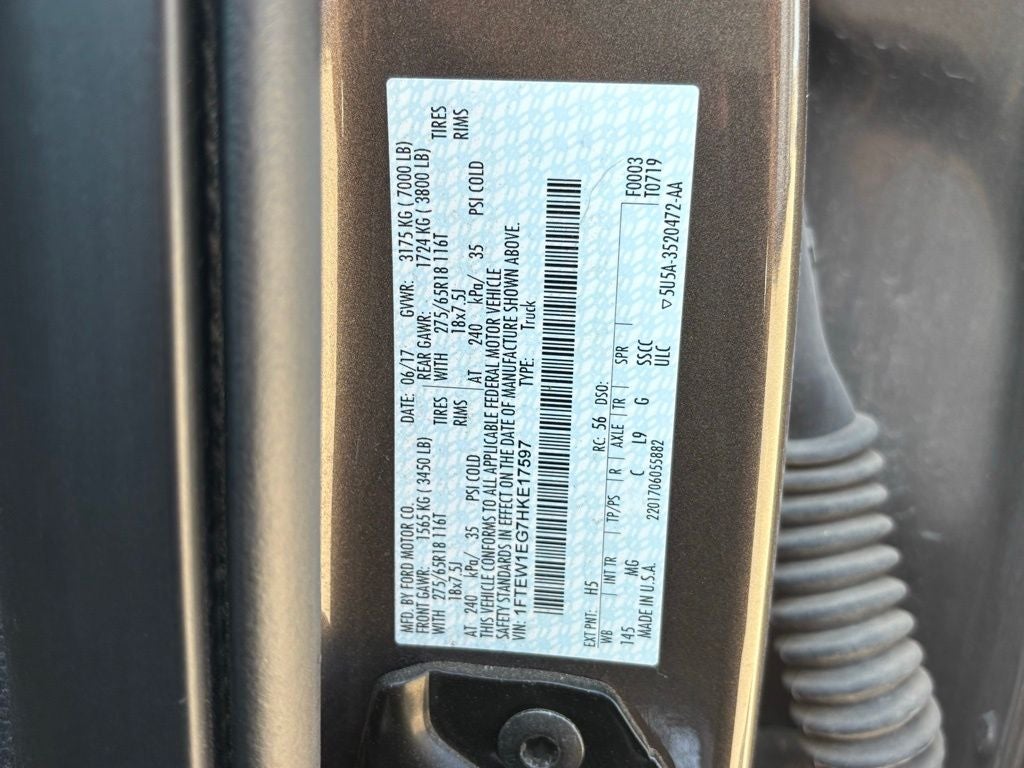 MFD. BY FORD MOTOR CO. DATE: 06/17 GVWR: 3175 KG ( 7000 LB)
FRONT GAWR: 1565 KG ( 3450 LB) REAR GAWR: 1724 KG ( 3800 LB)
WITH 275/65R18 116T TIRES WITH 275/65R18 116T TIRES
18x7.5J RIMS 18x7.5J RIMS
AT 240 kPa/ 35 PSI COLD AT 240 kPa/ 35 PSI COLD
THIS VEHICLE CONFORMS TO ALL APPLICABLE FEDERAL MOTOR VEHICLE
SAFETY STANDARDS IN EFFECT ON THE DATE OF MANUFACTURE SHOWN ABOVE.
VIN: 1FTEW1EG7HKE17597 TYPE: Truck
EXT PNT: H5 RC: 56 DSO: F0003
WB | INT TR | TP/PS | R | AXLE | TR | SPR | T0719
145 MG C L9 G SSCC
ULC
MADE IN U.S.A. 2201706055882 ▽5U5A-3520472-AA